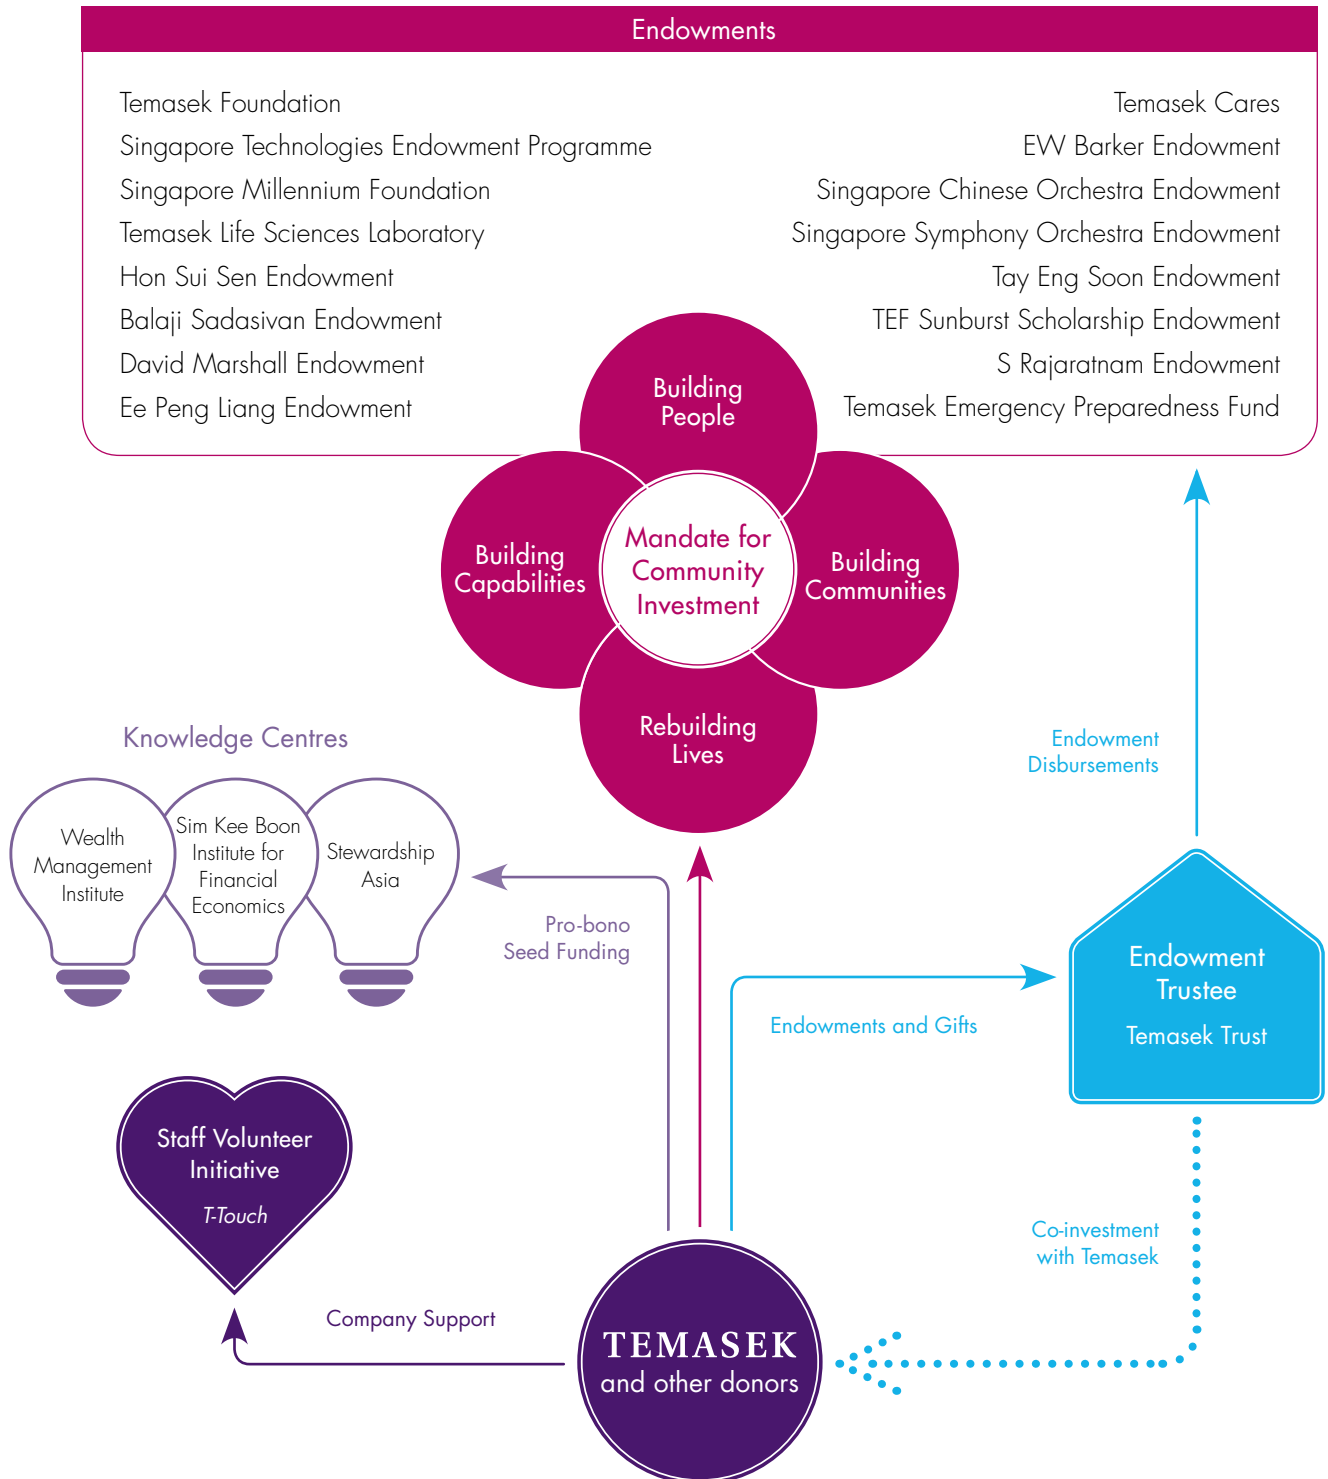 Endowments
Temasek Foundation
Singapore Technologies Endowment Programme
Singapore Millennium Foundation
Temasek Life Sciences Laboratory
Hon Sui Sen Endowment
Balaji Sadasivan Endowment
David Marshall Endowment
Ee Peng Liang Endowment
Temasek Cares
EW Barker Endowment
Singapore Chinese Orchestra Endowment
Singapore Symphony Orchestra Endowment
Tay Eng Soon Endowment
TEF Sunburst Scholarship Endowment
S Rajaratnam Endowment
Temasek Emergency Preparedness Fund
Building
People
Building
Capabilities
Mandate for
Community
Investment
Building
Communities
Rebuilding
Lives
Knowledge Centres
Wealth
Management
Institute
Sim Kee Boon
Institute for
Financial
Economics
Stewardship
Asia
Pro-bono
Seed Funding
Endowment
Disbursements
Endowments and Gifts
Endowment
Trustee
Temasek Trust
Staff Volunteer
Initiative
T-Touch
Company Support
Co-investment
with Temasek
TEMASEK
and other donors